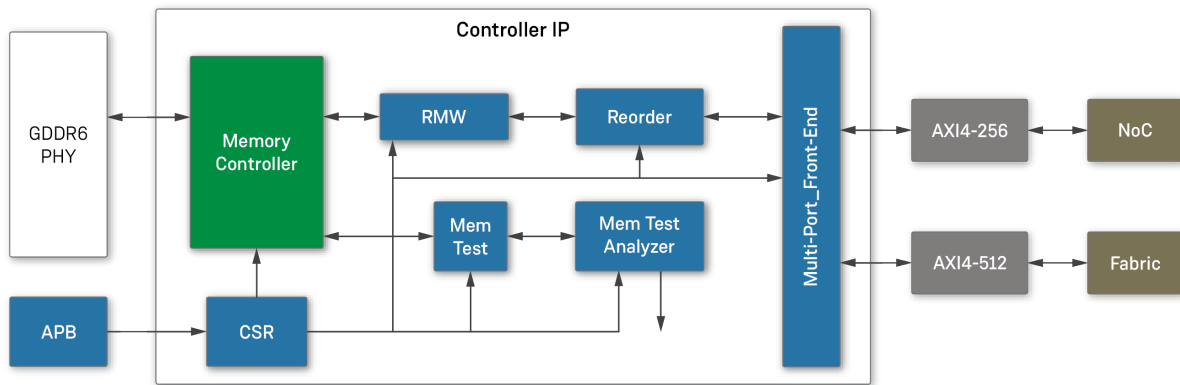 Controller IP
GDDR6
PHY
Memory
Controller
RMW
Reorder
Multi-Port_Front-End
AXI4-256
NoC
Mem
Test
Mem Test
Analyzer
AXI4-512
Fabric
APB
CSR